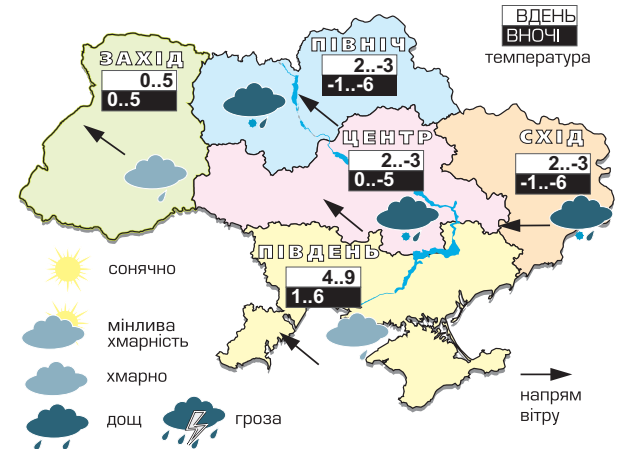 ВДЕНЬ
ВНОЧІ
температура
ПІВНІЧ
2..-3
-1..-6
ЗАХІД
0..5
0..5
ЦЕНТР
2..-3
0..-5
СХІД
2..-3
-1..-6
ПІВДЕНЬ
4..9
1..6
сонячно
мінлива
хмарність
хмарно
дощ
гроза
напрям
вітру